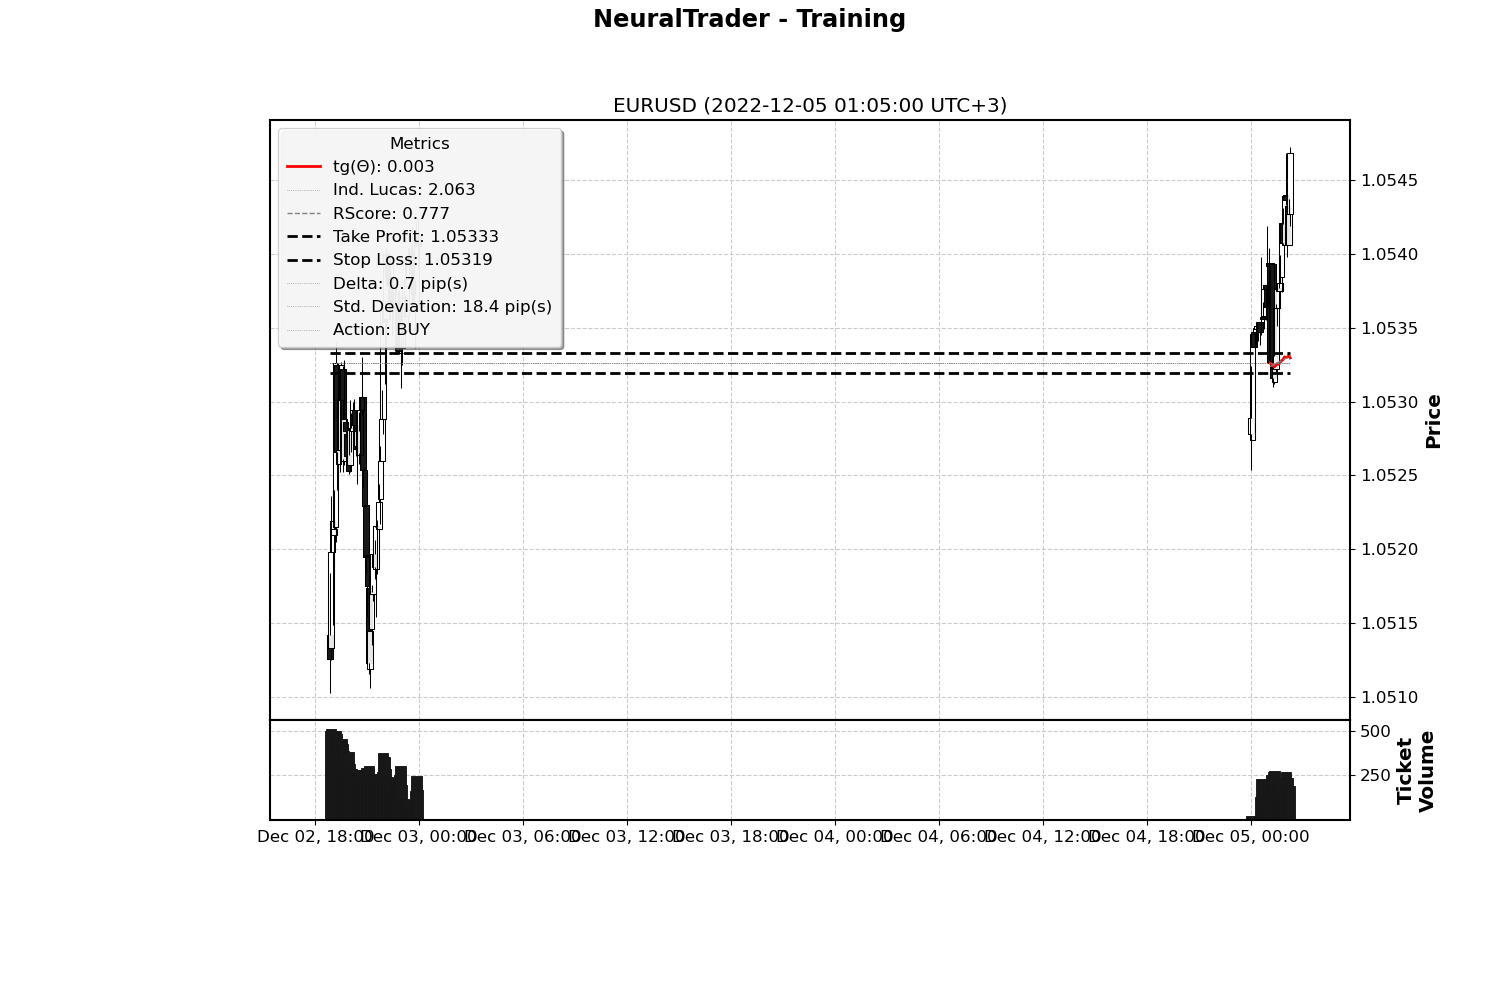 NeuralTrader - Training
EURUSD (2022-12-05 01:05:00 UTC+3)
Metrics
tg(Θ): 0.003
Ind. Lucas: 2.063
RScore: 0.777
Take Profit: 1.05333
Stop Loss: 1.05319
Delta: 0.7 pip(s)
Std. Deviation: 18.4 pip(s)
Action: BUY
1.0545
1.0540
1.0535
1.0530
1.0525
1.0520
1.0515
1.0510
Price
500
250
Ticket
Volume
Dec 02, 18:00 Dec 03, 00:00 Dec 03, 06:00 Dec 03, 12:00 Dec 03, 18:00 Dec 04, 00:00 Dec 04, 06:00 Dec 04, 12:00 Dec 04, 18:00 Dec 05, 00:00